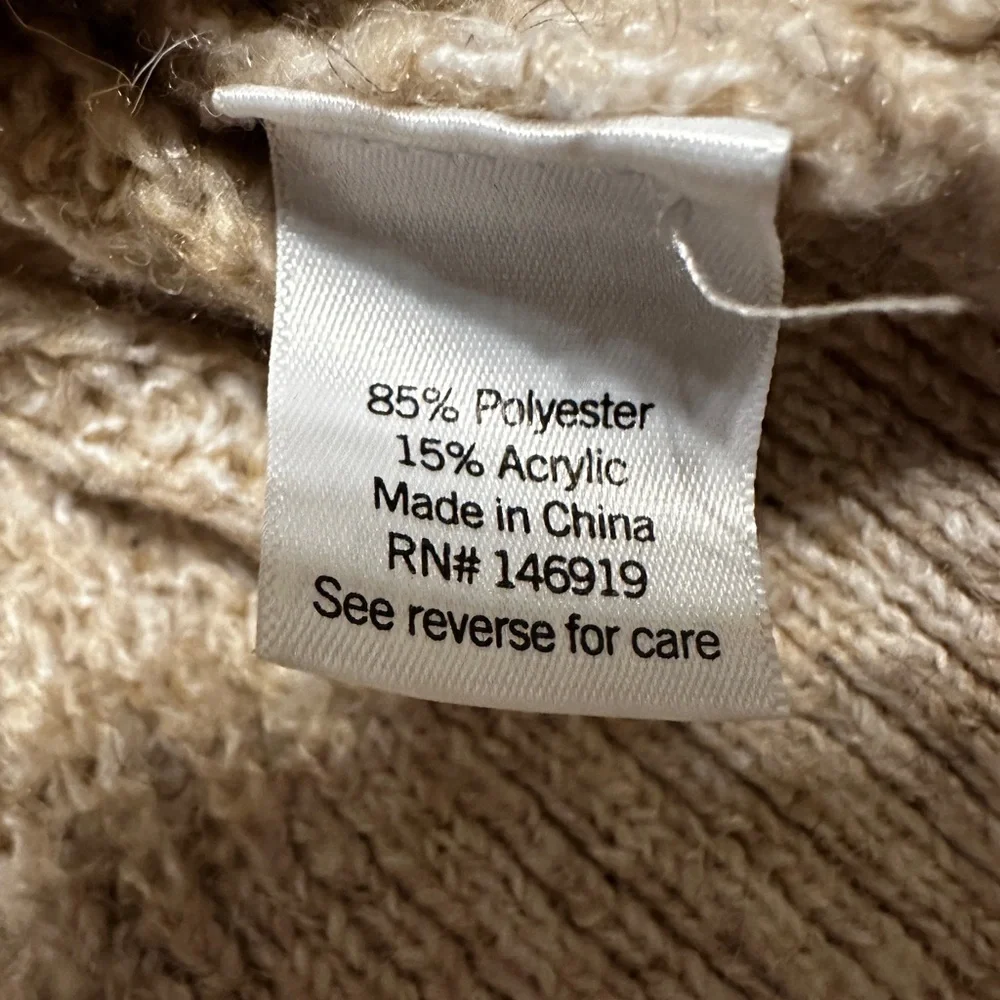 85% Polyester
15% Acrylic
Made in China
RN# 146919
See reverse for care